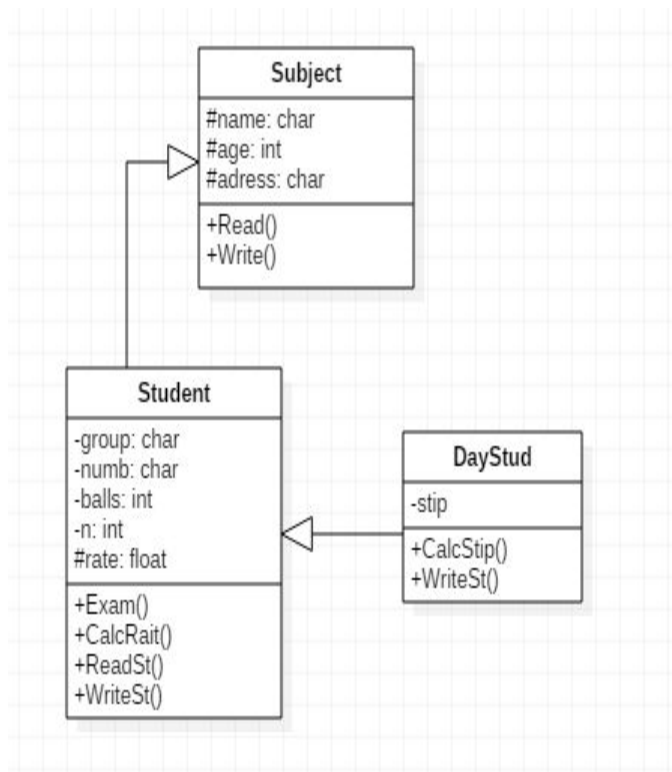 Subject
#name: char
#age: int
#adress: char
+Read()
+Write()
Student
-group: char
-numb: char
-balls: int
-n: int
#rate: float
+Exam()
+CalcRait()
+ReadSt()
+WriteSt()
DayStud
-stip
+CalcStip()
+WriteSt()